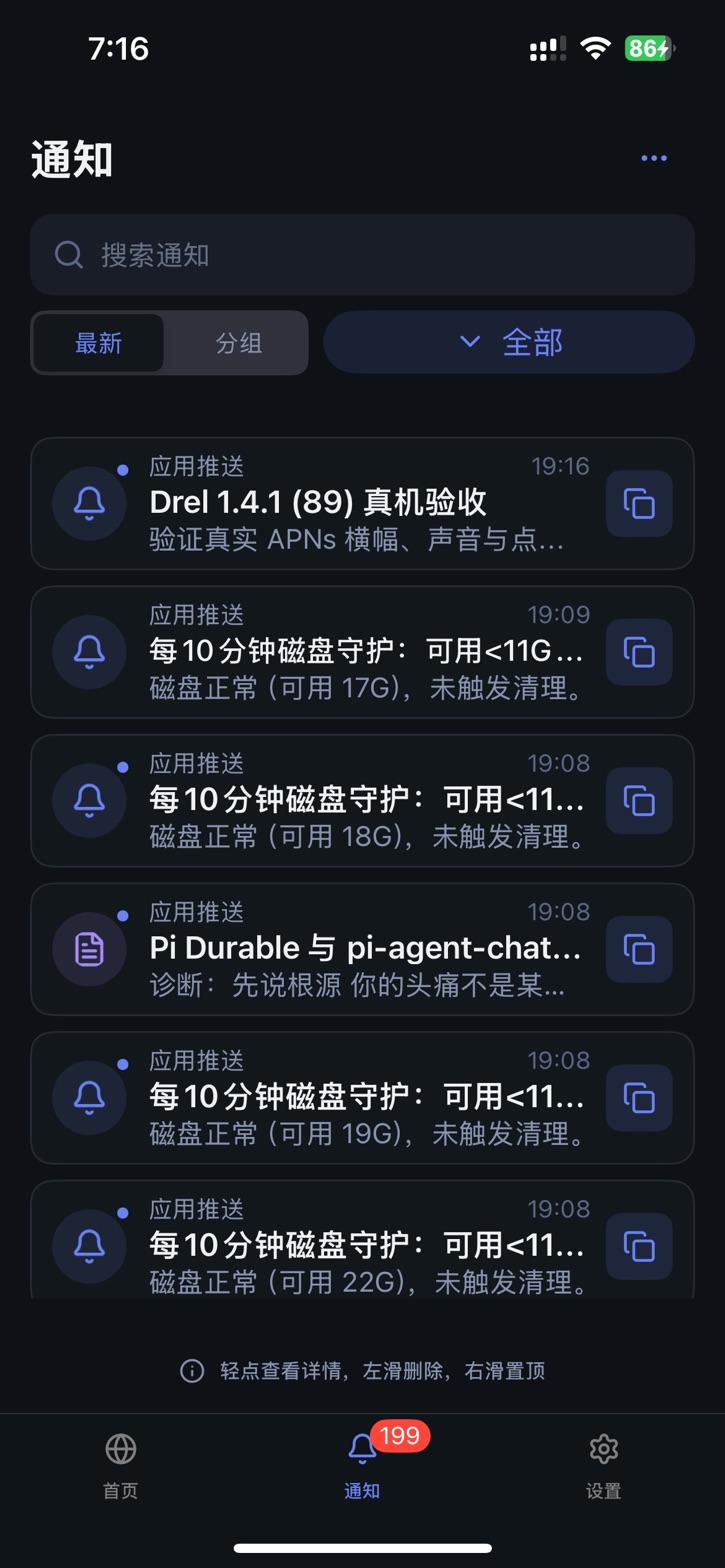 7:16
86
通知
搜索通知
最新
分组
全部
应用推送
19:16
Drel 1.4.1 (89) 真机验收
验证真实 APNs 横幅、声音与点…
应用推送
19:09
每10分钟磁盘守护：可用<11G…
磁盘正常 (可用 17G)，未触发清理。
应用推送
19:08
每10分钟磁盘守护：可用<11…
磁盘正常 (可用 18G)，未触发清理。
应用推送
19:08
Pi Durable 与 pi-agent-chat…
诊断：先说根源 你的头痛不是某…
应用推送
19:08
每10分钟磁盘守护：可用<11…
磁盘正常 (可用 19G)，未触发清理。
应用推送
19:08
每10分钟磁盘守护：可用<11…
磁盘正常 (可用 22G)，未触发清理。
轻点查看详情，左滑删除，右滑置顶
199
首页
通知
设置